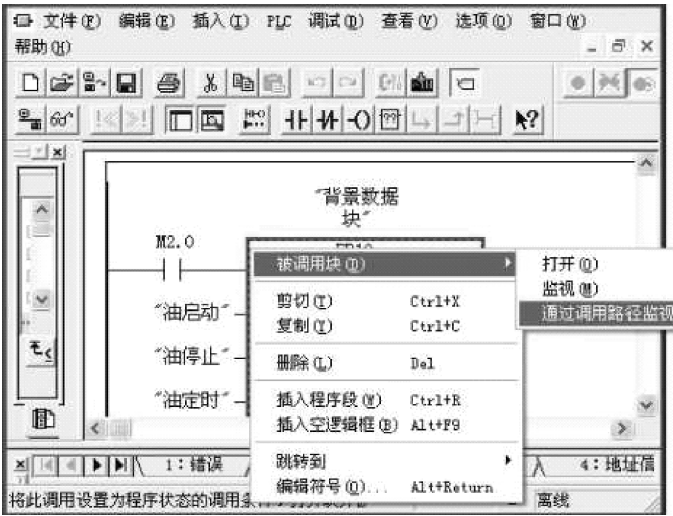 文件(F) 编辑(E) 插入(I) PLC 调试(D) 查看(V) 选项(O) 窗口(W)
帮助(H)
"背景数据
块"
M2.0
被调用块(D)
打开(O)
监视(M)
通过调用路径监视
"油启动"
剪切(T) Ctrl+X
复制(Y) Ctrl+C
"油停止"
删除(L) Del
"油定时"
插入程序段(W) Ctrl+R
插入空逻辑框(B) Alt+F9
跳转到
编辑符号(O)... Alt+Return
1:错误
4:地址信
将此调用设置为程序状态的调用
离线